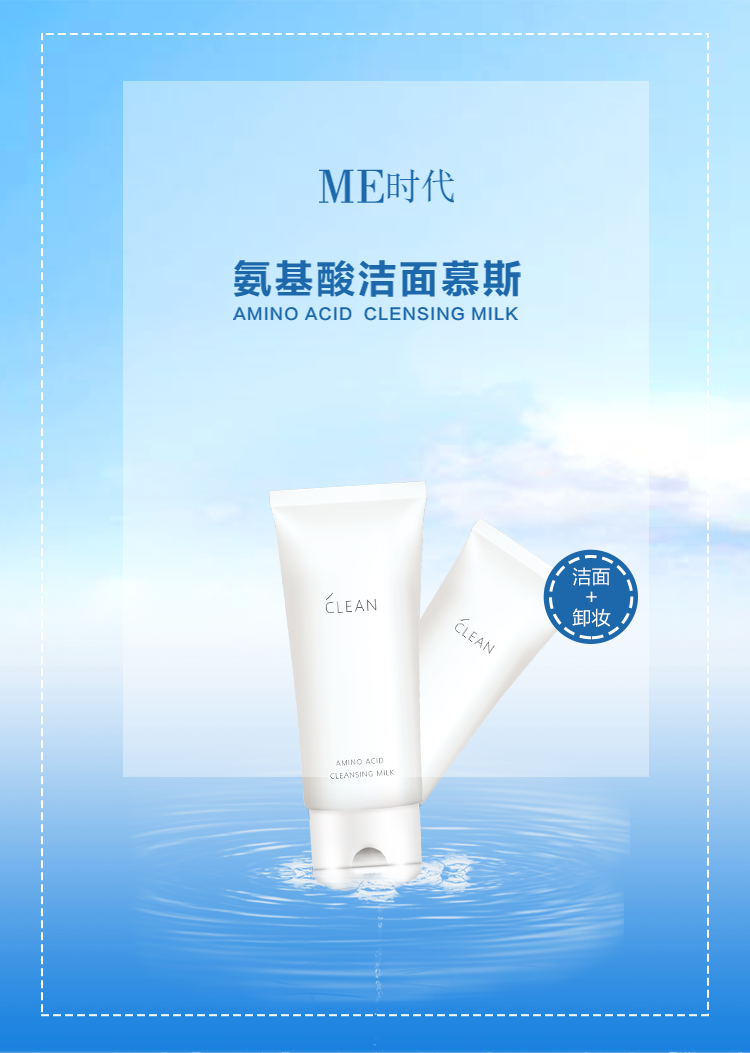 ME时代
氨基酸洁面慕斯
AMINO ACID CLENSING MILK
洁面
+
卸妆
CLEAN
CLEAN
AMINO ACID
CLEANSING MILK